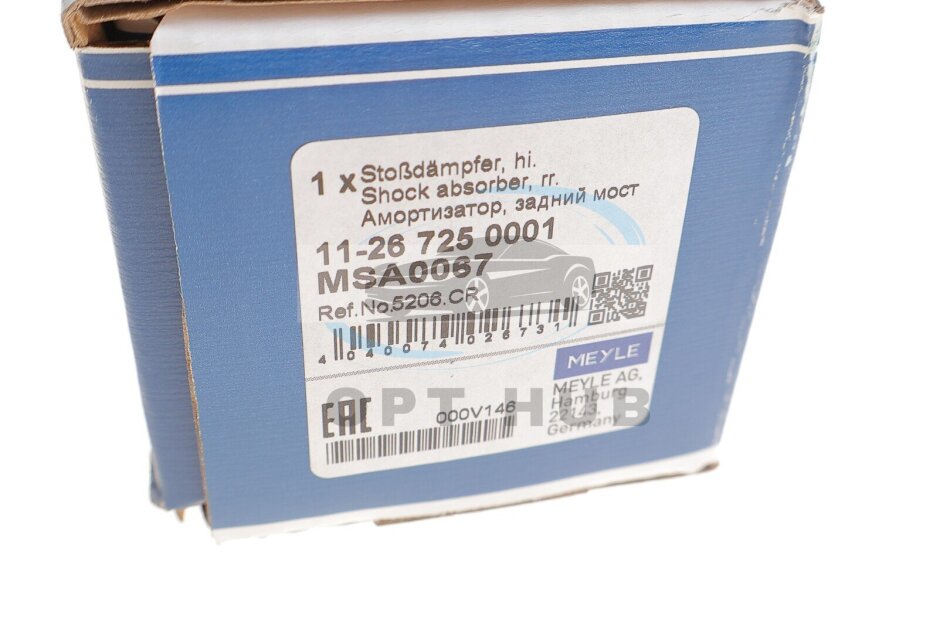 1 x Stoßdämpfer, hi.
Shock absorber, rr.
Амортизатор, задний мост
11-26 725 0001
MSA0067
Ref.No.5206.CR
4 040074 026731
MEYLE
MEYLE AG,
Hamburg
22143,
Germany
EAC
000V146
OPT HUB